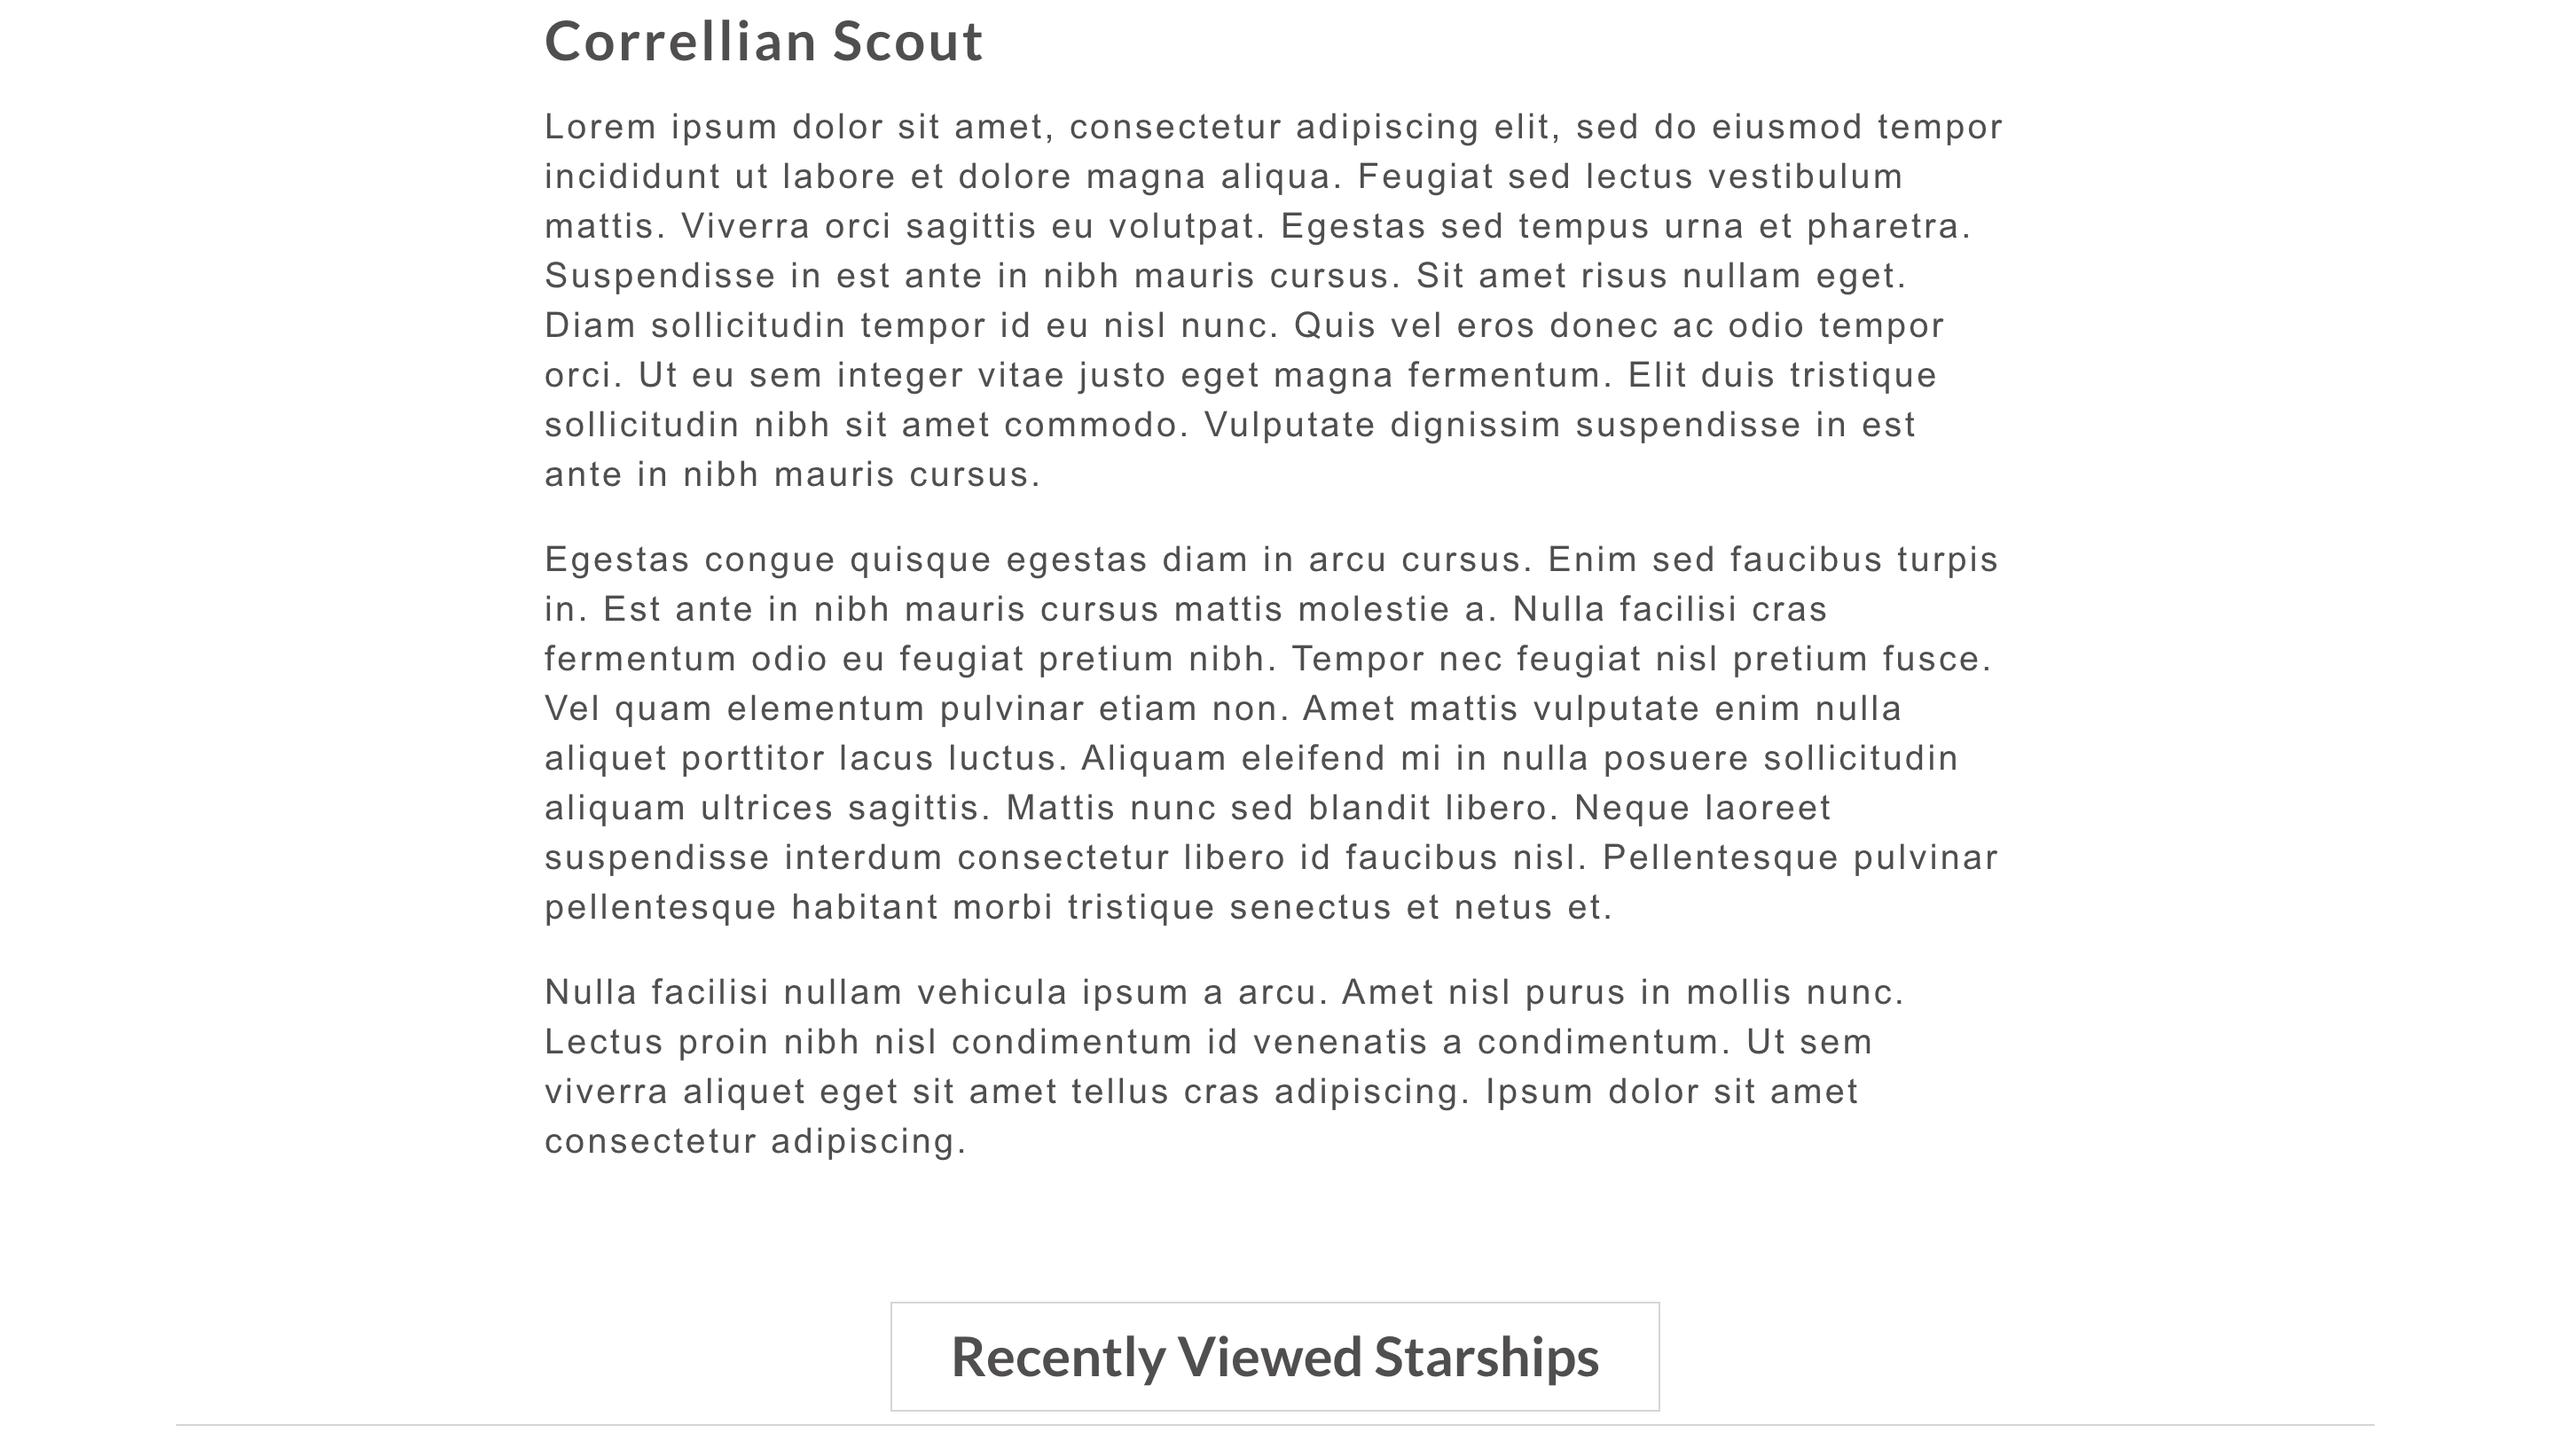 Correllian Scout
Lorem ipsum dolor sit amet, consectetur adipiscing elit, sed do eiusmod tempor
incididunt ut labore et dolore magna aliqua. Feugiat sed lectus vestibulum
mattis. Viverra orci sagittis eu volutpat. Egestas sed tempus urna et pharetra.
Suspendisse in est ante in nibh mauris cursus. Sit amet risus nullam eget.
Diam sollicitudin tempor id eu nisl nunc. Quis vel eros donec ac odio tempor
orci. Ut eu sem integer vitae justo eget magna fermentum. Elit duis tristique
sollicitudin nibh sit amet commodo. Vulputate dignissim suspendisse in est
ante in nibh mauris cursus.
Egestas congue quisque egestas diam in arcu cursus. Enim sed faucibus turpis
in. Est ante in nibh mauris cursus mattis molestie a. Nulla facilisi cras
fermentum odio eu feugiat pretium nibh. Tempor nec feugiat nisl pretium fusce.
Vel quam elementum pulvinar etiam non. Amet mattis vulputate enim nulla
aliquet porttitor lacus luctus. Aliquam eleifend mi in nulla posuere sollicitudin
aliquam ultrices sagittis. Mattis nunc sed blandit libero. Neque laoreet
suspendisse interdum consectetur libero id faucibus nisl. Pellentesque pulvinar
pellentesque habitant morbi tristique senectus et netus et.
Nulla facilisi nullam vehicula ipsum a arcu. Amet nisl purus in mollis nunc.
Lectus proin nibh nisl condimentum id venenatis a condimentum. Ut sem
viverra aliquet eget sit amet tellus cras adipiscing. Ipsum dolor sit amet
consectetur adipiscing.
Recently Viewed Starships